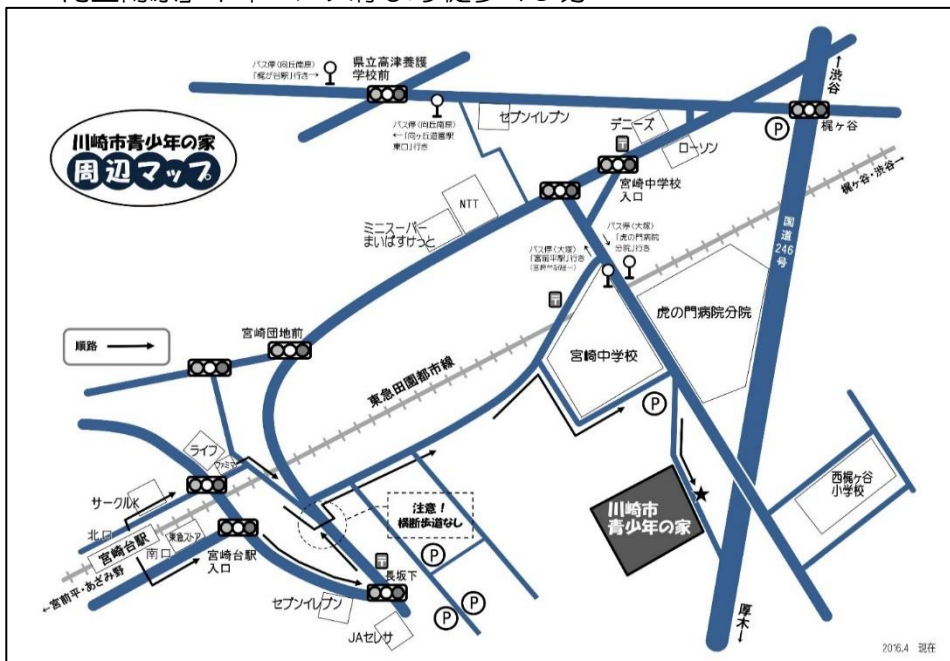 川崎市青少年の家
周辺マップ
バス停(向丘南原)
「梶が谷駅」行き→
県立高津養護
学校前
バス停(向丘南原)
←「向ヶ丘遊園駅
東口」行き
セブンイレブン
デニーズ
ローソン
↑渋谷
P
梶ヶ谷
宮崎中学校
入口
梶ヶ谷・渋谷→
NTT
ミニスーパー
まいばすけっと
バス停(大塚)
「虎の門病院
分院」行き
バス停(大塚)
「宮前平駅」行き
国道246号
虎の門病院分院
宮崎中学校
P
順路
宮崎団地前
東急田園都市線
ライフ
ファミマ
サークルK
北口
宮崎台駅
南口
東急ストア
宮崎台駅
入口
←宮前平・あざみ野
注意!
横断歩道なし
川崎市
青少年の家
★
西梶ヶ谷
小学校
長坂下
P
P
P
セブンイレブン
JAセレサ
厚木↓
2016.4 現在